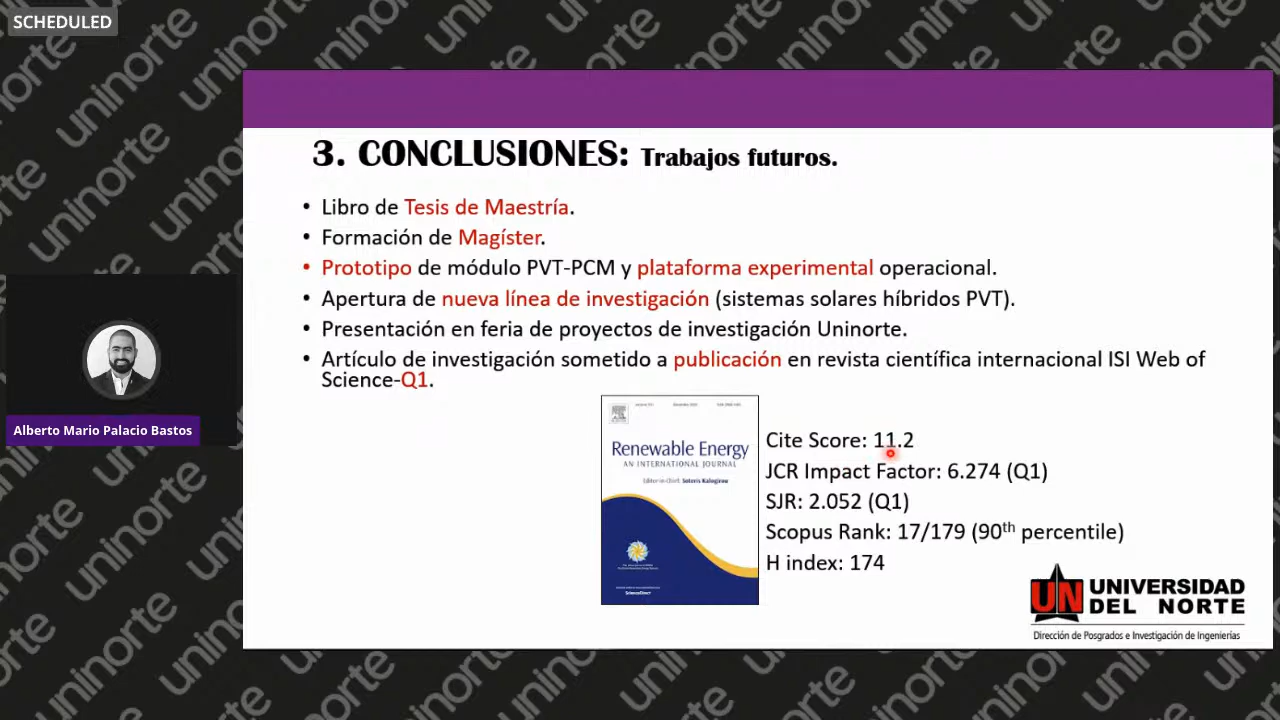 SCHEDULED
uninorte
3. CONCLUSIONES: Trabajos futuros.
• Libro de Tesis de Maestría.
• Formación de Magíster.
• Prototipo de módulo PVT-PCM y plataforma experimental operacional.
• Apertura de nueva línea de investigación (sistemas solares híbridos PVT).
• Presentación en feria de proyectos de investigación Uninorte.
• Artículo de investigación sometido a publicación en revista científica internacional ISI Web of
Science-Q1.
Renewable Energy
AN INTERNATIONAL JOURNAL
Editor-in-Chief: Soteris Kalogirou
ScienceDirect
Cite Score: 11.2
JCR Impact Factor: 6.274 (Q1)
SJR: 2.052 (Q1)
Scopus Rank: 17/179 (90th percentile)
H index: 174
Alberto Mario Palacio Bastos
UN UNIVERSIDAD
DEL NORTE
Dirección de Posgrados e Investigación de Ingenierías